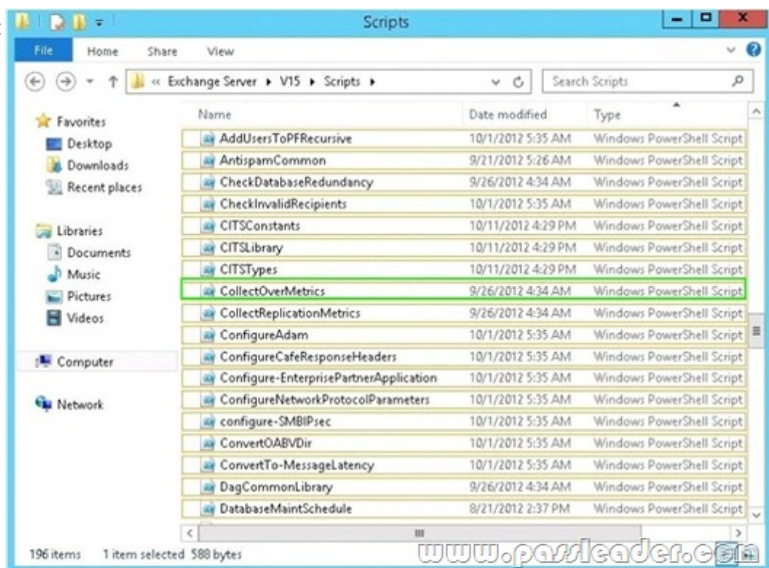 Scripts
File Home Share View
« Exchange Server ▸ V15 ▸ Scripts ▸ Search Scripts
Favorites
Desktop
Downloads
Recent places
Libraries
Documents
Music
Pictures
Videos
Computer
Network
Name Date modified Type
AddUsersToPFRecursive 10/1/2012 5:35 AM Windows PowerShell Script
AntispamCommon 9/21/2012 5:26 AM Windows PowerShell Script
CheckDatabaseRedundancy 9/26/2012 4:34 AM Windows PowerShell Script
CheckInvalidRecipients 10/1/2012 5:35 AM Windows PowerShell Script
CITSConstants 10/11/2012 4:29 PM Windows PowerShell Script
CITSLibrary 10/11/2012 4:29 PM Windows PowerShell Script
CITSTypes 10/11/2012 4:29 PM Windows PowerShell Script
CollectOverMetrics 9/26/2012 4:34 AM Windows PowerShell Script
CollectReplicationMetrics 9/26/2012 4:34 AM Windows PowerShell Script
ConfigureAdam 10/1/2012 5:35 AM Windows PowerShell Script
ConfigureCafeResponseHeaders 10/1/2012 5:35 AM Windows PowerShell Script
Configure-EnterprisePartnerApplication 10/1/2012 5:35 AM Windows PowerShell Script
ConfigureNetworkProtocolParameters 10/1/2012 5:35 AM Windows PowerShell Script
configure-SMBIPsec 10/1/2012 5:35 AM Windows PowerShell Script
ConvertOABVDir 10/1/2012 5:35 AM Windows PowerShell Script
ConvertTo-MessageLatency 10/1/2012 5:35 AM Windows PowerShell Script
DagCommonLibrary 9/26/2012 4:34 AM Windows PowerShell Script
DatabaseMaintSchedule 8/21/2012 2:37 PM Windows PowerShell Script
196 items 1 item selected 588 bytes
www.passleader.com